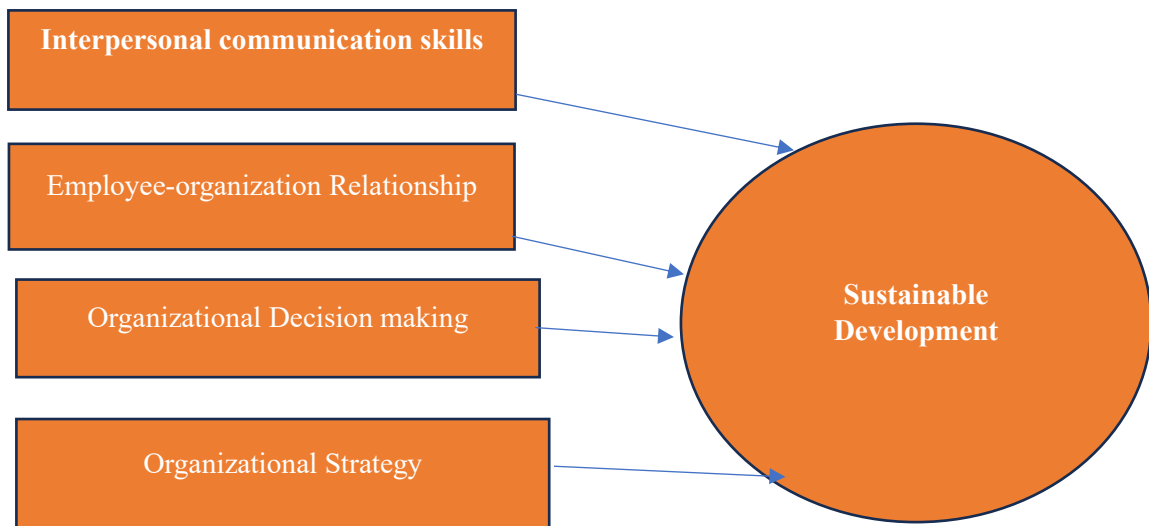 Interpersonal communication skills
Employee-organization Relationship
Organizational Decision making
Organizational Strategy
Sustainable
Development